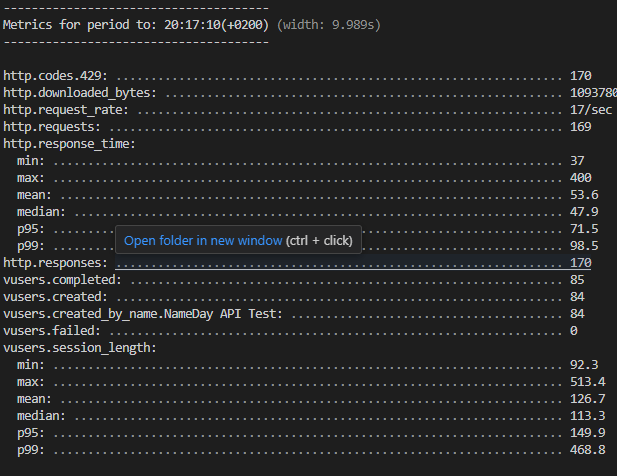 --------------------------------------
Metrics for period to: 20:17:10(+0200) (width: 9.989s)
--------------------------------------
http.codes.429: ................................................................ 170
http.downloaded_bytes: .......................................................... 1093780
http.request_rate: .............................................................. 17/sec
http.requests: .................................................................. 169
http.response_time:
  min: .......................................................................... 37
  max: .......................................................................... 400
  mean: ......................................................................... 53.6
  median: ....................................................................... 47.9
  p95: .......................................................................... 71.5
Open folder in new window (ctrl + click)
  p99: .......................................................................... 98.5
http.responses: ................................................................. 170
vusers.completed: ............................................................... 85
vusers.created: ................................................................. 84
vusers.created_by_name.NameDay API Test: ........................................ 84
vusers.failed: .................................................................. 0
vusers.session_length:
  min: .......................................................................... 92.3
  max: .......................................................................... 513.4
  mean: ......................................................................... 126.7
  median: ....................................................................... 113.3
  p95: .......................................................................... 149.9
  p99: .......................................................................... 468.8